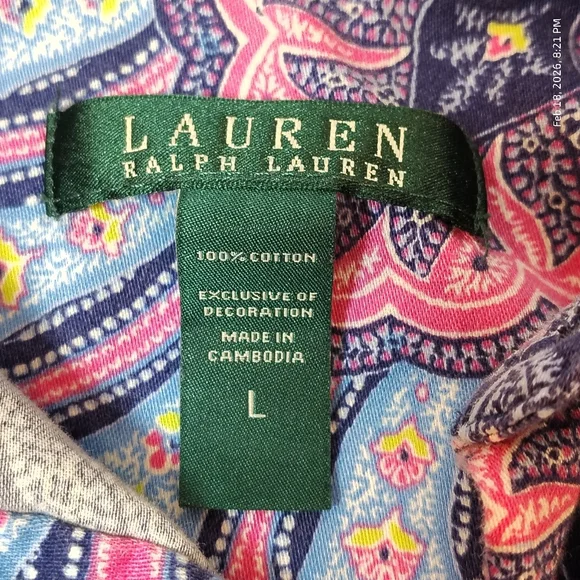 LAUREN
RALPH LAUREN
100% COTTON
EXCLUSIVE OF
DECORATION
MADE IN
CAMBODIA
L
Feb 18, 2026, 8:21 PM